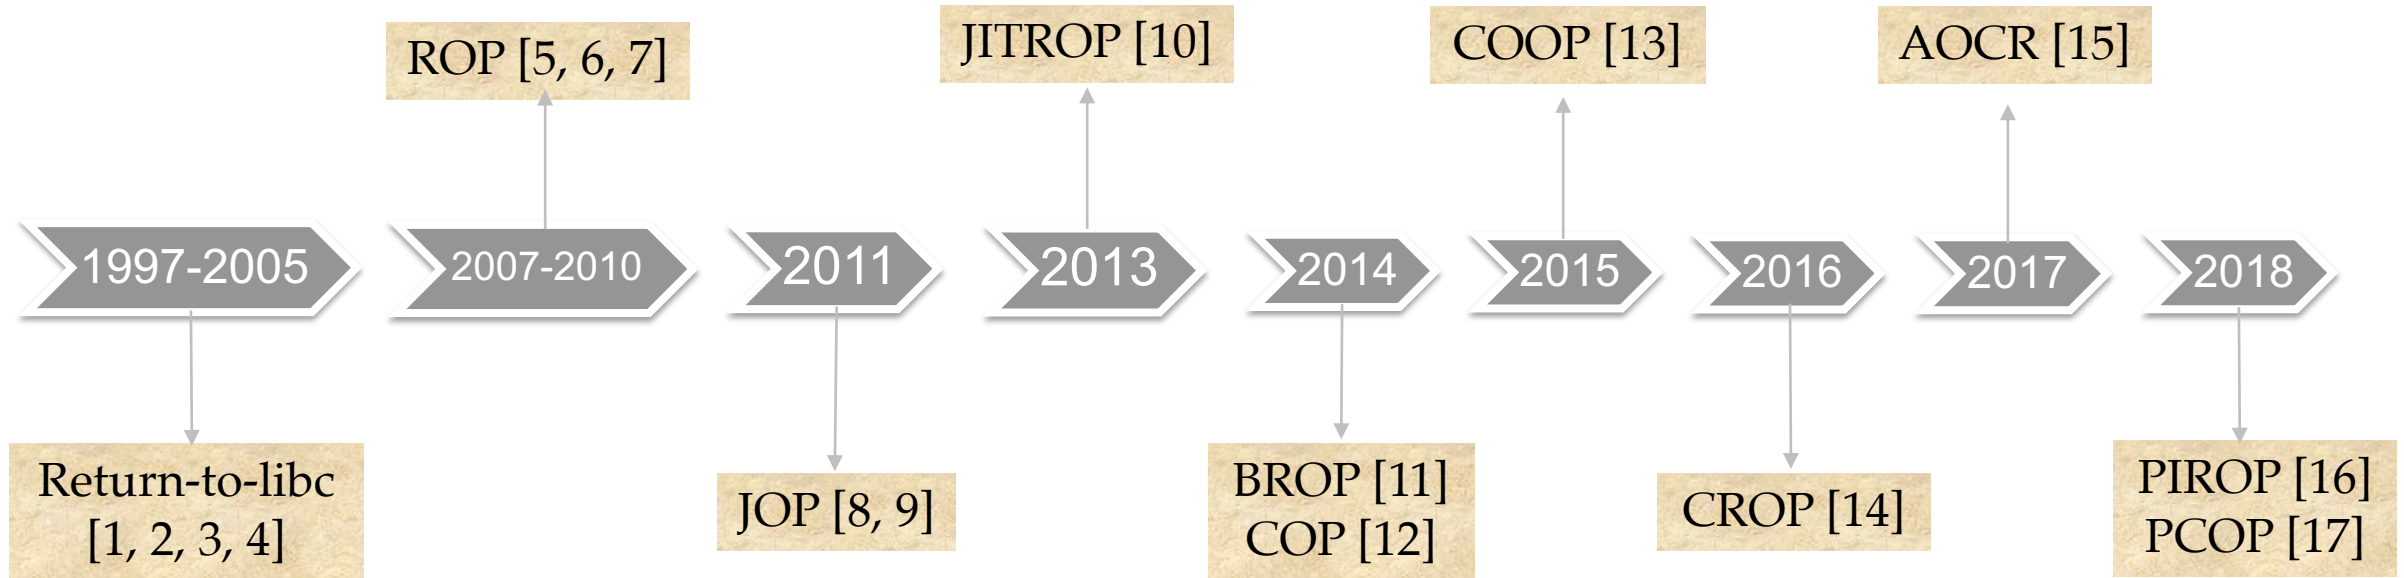 ROP [5, 6, 7]
JITROP [10]
COOP [13]
AOCR [15]
1997-2005
2007-2010
2011
2013
2014
2015
2016
2017
2018
Return-to-libc
[1, 2, 3, 4]
JOP [8, 9]
BROP [11]
COP [12]
CROP [14]
PIROP [16]
PCOP [17]